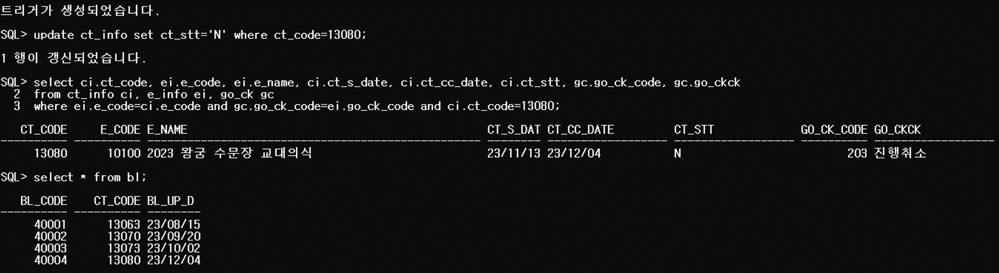 트리거가 생성되었습니다.
SQL> update ct_info set ct_stt='N' where ct_code=13080;
1 행이 갱신되었습니다.
SQL> select ci.ct_code, ei.e_code, ei.e_name, ci.ct_s_date, ci.ct_cc_date, ci.ct_stt, gc.go_ck_code, gc.go_ckck
2 from ct_info ci, e_info ei, go_ck gc
3 where ei.e_code=ci.e_code and gc.go_ck_code=ei.go_ck_code and ci.ct_code=13080;
CT_CODE E_CODE E_NAME CT_S_DAT CT_CC_DATE CT_STT GO_CK_CODE GO_CKCK
---------- ---------- -------------------------------------------------- -------- ------------------ ------------------ ---------- ------------------
13080 10100 2023 왕궁 수문장 교대의식 23/11/13 23/12/04 N 203 진행취소
SQL> select * from bl;
BL_CODE CT_CODE BL_UP_D
---------- ---------- --------
40001 13063 23/08/15
40002 13070 23/09/20
40003 13073 23/10/02
40004 13080 23/12/04